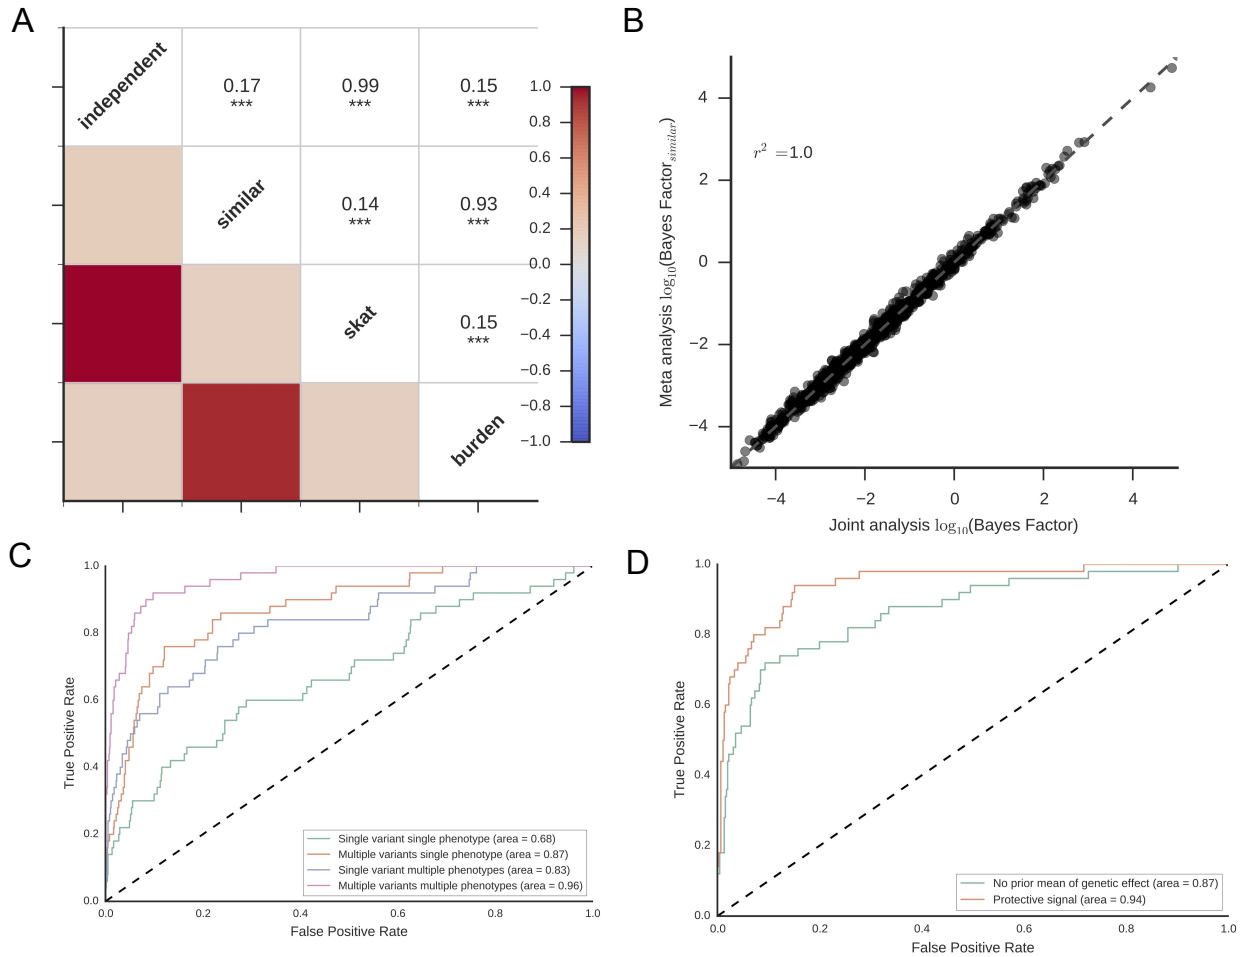 A
independent
0.17
***
0.99
***
0.15
***
similar
0.14
***
0.93
***
skat
0.15
***
burden
1.0
0.8
0.6
0.4
0.2
0.0
−0.2
−0.4
−0.6
−0.8
−1.0
B
r² =1.0
4
2
0
−2
−4
Meta analysis log₁₀(Bayes Factor_similar)
−4
−2
0
2
4
Joint analysis log₁₀(Bayes Factor)
C
1.0
0.8
0.6
0.4
0.2
0.0
True Positive Rate
Single variant single phenotype (area = 0.68)
Multiple variants single phenotype (area = 0.87)
Single variant multiple phenotypes (area = 0.83)
Multiple variants multiple phenotypes (area = 0.96)
0.0
0.2
0.4
0.6
0.8
1.0
False Positive Rate
D
1.0
0.8
0.6
0.4
0.2
0.0
True Positive Rate
No prior mean of genetic effect (area = 0.87)
Protective signal (area = 0.94)
0.0
0.2
0.4
0.6
0.8
1.0
False Positive Rate